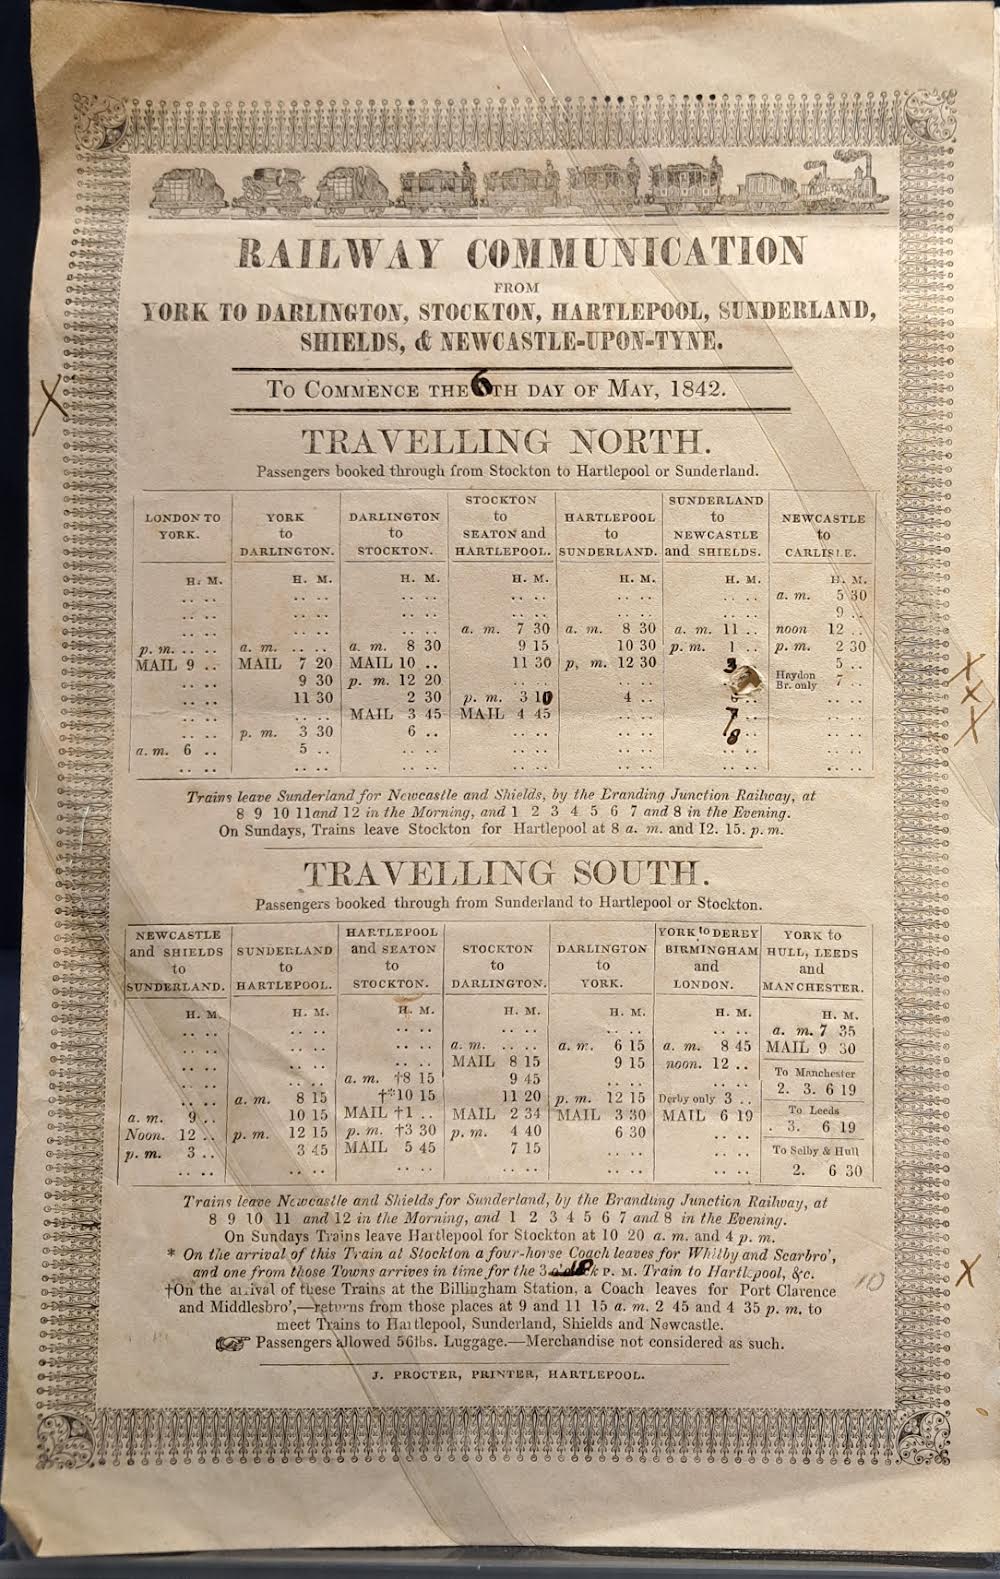 RAILWAY COMMUNICATION
FROM
YORK TO DARLINGTON, STOCKTON, HARTLEPOOL, SUNDERLAND,
SHIELDS, & NEWCASTLE-UPON-TYNE.
To Commence the 6th day of May, 1842.
TRAVELLING NORTH.
Passengers booked through from Stockton to Hartlepool or Sunderland.
LONDON TO YORK.
H. M.
p. m. .. ..
MAIL 9 ..
a. m. 6 ..
YORK to DARLINGTON.
H. M.
a. m. .. ..
MAIL 7 20
9 30
11 30
p. m. 3 30
5 ..
DARLINGTON to STOCKTON.
H. M.
a. m. 8 30
MAIL 10 ..
p. m. 12 20
2 30
MAIL 3 45
6 ..
STOCKTON to SEATON and HARTLEPOOL.
H. M.
a. m. 7 30
9 15
11 30
p. m. 3 10
MAIL 4 45
HARTLEPOOL to SUNDERLAND.
H. M.
a. m. 8 30
10 30
p, m. 12 30
4 ..
SUNDERLAND to NEWCASTLE and SHIELDS.
H. M.
a. m. 11 ..
p. m. 1 ..
3
7
8
NEWCASTLE to CARLISLE.
H. M.
a. m. 5 30
9 ..
noon 12 ..
p. m. 2 30
5 ..
Haydon Br. only 7 ..
Trains leave Sunderland for Newcastle and Shields, by the Branding Junction Railway, at
8 9 10 11 and 12 in the Morning, and 1 2 3 4 5 6 7 and 8 in the Evening.
On Sundays, Trains leave Stockton for Hartlepool at 8 a. m. and 12. 15. p. m.
TRAVELLING SOUTH.
Passengers booked through from Sunderland to Hartlepool or Stockton.
NEWCASTLE and SHIELDS to SUNDERLAND.
H. M.
a. m. 9 ..
Noon. 12 ..
p. m. 3 ..
SUNDERLAND to HARTLEPOOL.
H. M.
a. m. 8 15
10 15
p. m. 12 15
3 45
HARTLEPOOL and SEATON to STOCKTON.
H. M.
a. m. †8 15
†*10 15
MAIL †1 ..
p. m. †3 30
MAIL 5 45
STOCKTON to DARLINGTON.
H. M.
a. m. .. ..
MAIL 8 15
9 45
11 20
MAIL 2 34
p. m. 4 40
7 15
DARLINGTON to YORK.
H. M.
a. m. 6 15
9 15
p. m. 12 15
MAIL 3 30
6 30
YORK to DERBY BIRMINGHAM and LONDON.
H. M.
a. m. 8 45
noon. 12 ..
Derby only 3 ..
MAIL 6 19
YORK to HULL, LEEDS and MANCHESTER.
H. M.
a. m. 7 35
MAIL 9 30
To Manchester
2. 3. 6 19
To Leeds
. 3. 6 19
To Selby & Hull
2. 6 30
Trains leave Newcastle and Shields for Sunderland, by the Brandling Junction Railway, at
8 9 10 11 and 12 in the Morning, and 1 2 3 4 5 6 7 and 8 in the Evening.
On Sundays Trains leave Hartlepool for Stockton at 10 20 a. m. and 4 p. m.
* On the arrival of this Train at Stockton a four-horse Coach leaves for Whitby and Scarbro',
and one from those Towns arrives in time for the 3 10 P. M. Train to Hartlepool, &c.
†On the arrival of these Trains at the Billingham Station, a Coach leaves for Port Clarence
and Middlesbro',—returns from those places at 9 and 11 15 a. m. 2 45 and 4 35 p. m. to
meet Trains to Hartlepool, Sunderland, Shields and Newcastle.
☞ Passengers allowed 56lbs. Luggage.—Merchandise not considered as such.
J. PROCTER, PRINTER, HARTLEPOOL.
X
X
X
X
X
10